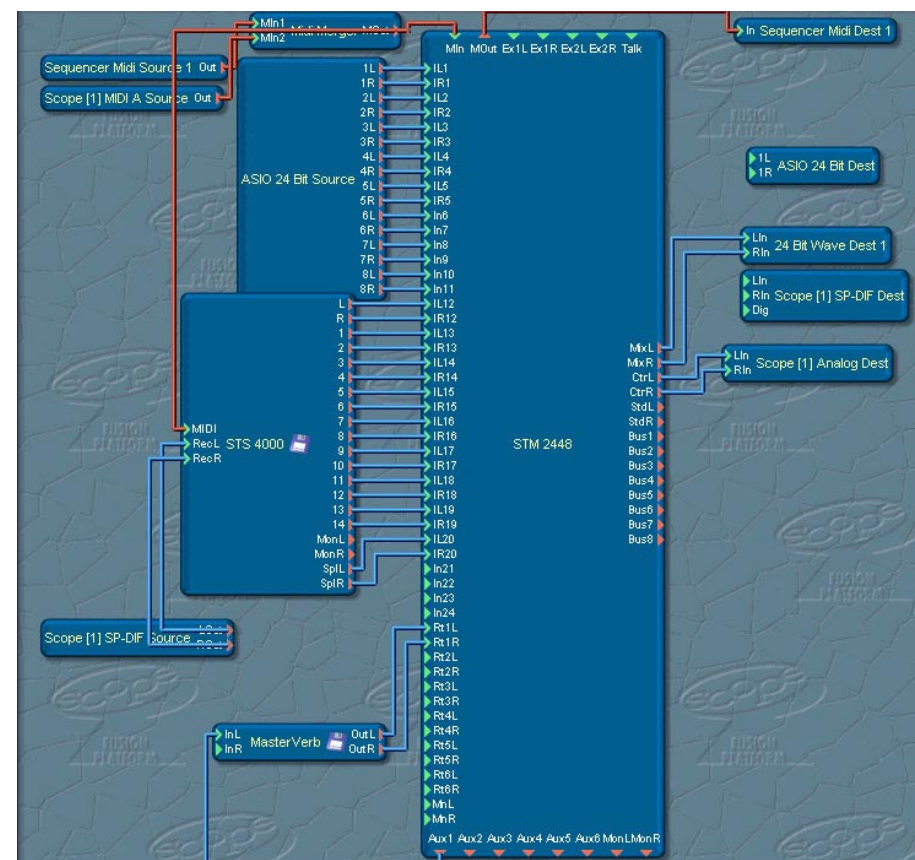 MIn1
MIn2
Midi Merger MOut
Sequencer Midi Source 1 Out
Scope [1] MIDI A Source Out
MIn MOut Ex1L Ex1R Ex2L Ex2R Talk
In Sequencer Midi Dest 1
ASIO 24 Bit Source
1L
1R
2L
2R
3L
3R
4L
4R
5L
5R
6L
6R
7L
7R
8L
8R
IL1
IR1
IL2
IR2
IL3
IR3
IL4
IR4
IL5
IR5
In6
In7
In8
In9
In10
In11
IL12
IR12
IL13
IR13
IL14
IR14
IL15
IR15
IL16
IR16
IL17
IR17
IL18
IR18
IL19
IR19
IL20
IR20
In21
In22
In23
In24
Rt1L
Rt1R
Rt2L
Rt2R
Rt3L
Rt3R
Rt4L
Rt4R
Rt5L
Rt5R
Rt6L
Rt6R
MnL
MnR
STM 2448
MixL
MixR
CtrL
CtrR
StdL
StdR
Bus1
Bus2
Bus3
Bus4
Bus5
Bus6
Bus7
Bus8
Aux1 Aux2 Aux3 Aux4 Aux5 Aux6 MonL MonR
MIDI
RecL
RecR
STS 4000
L
R
1
2
3
4
5
6
7
8
9
10
11
12
13
14
MonL
MonR
SplL
SplR
Scope [1] SP-DIF Source
LOut
ROut
InL
InR
MasterVerb
OutL
OutR
1L
1R
ASIO 24 Bit Dest
LIn
RIn
24 Bit Wave Dest 1
LIn
RIn
Dig
Scope [1] SP-DIF Dest
LIn
RIn
Scope [1] Analog Dest
scope
FUSION
PLATFORM